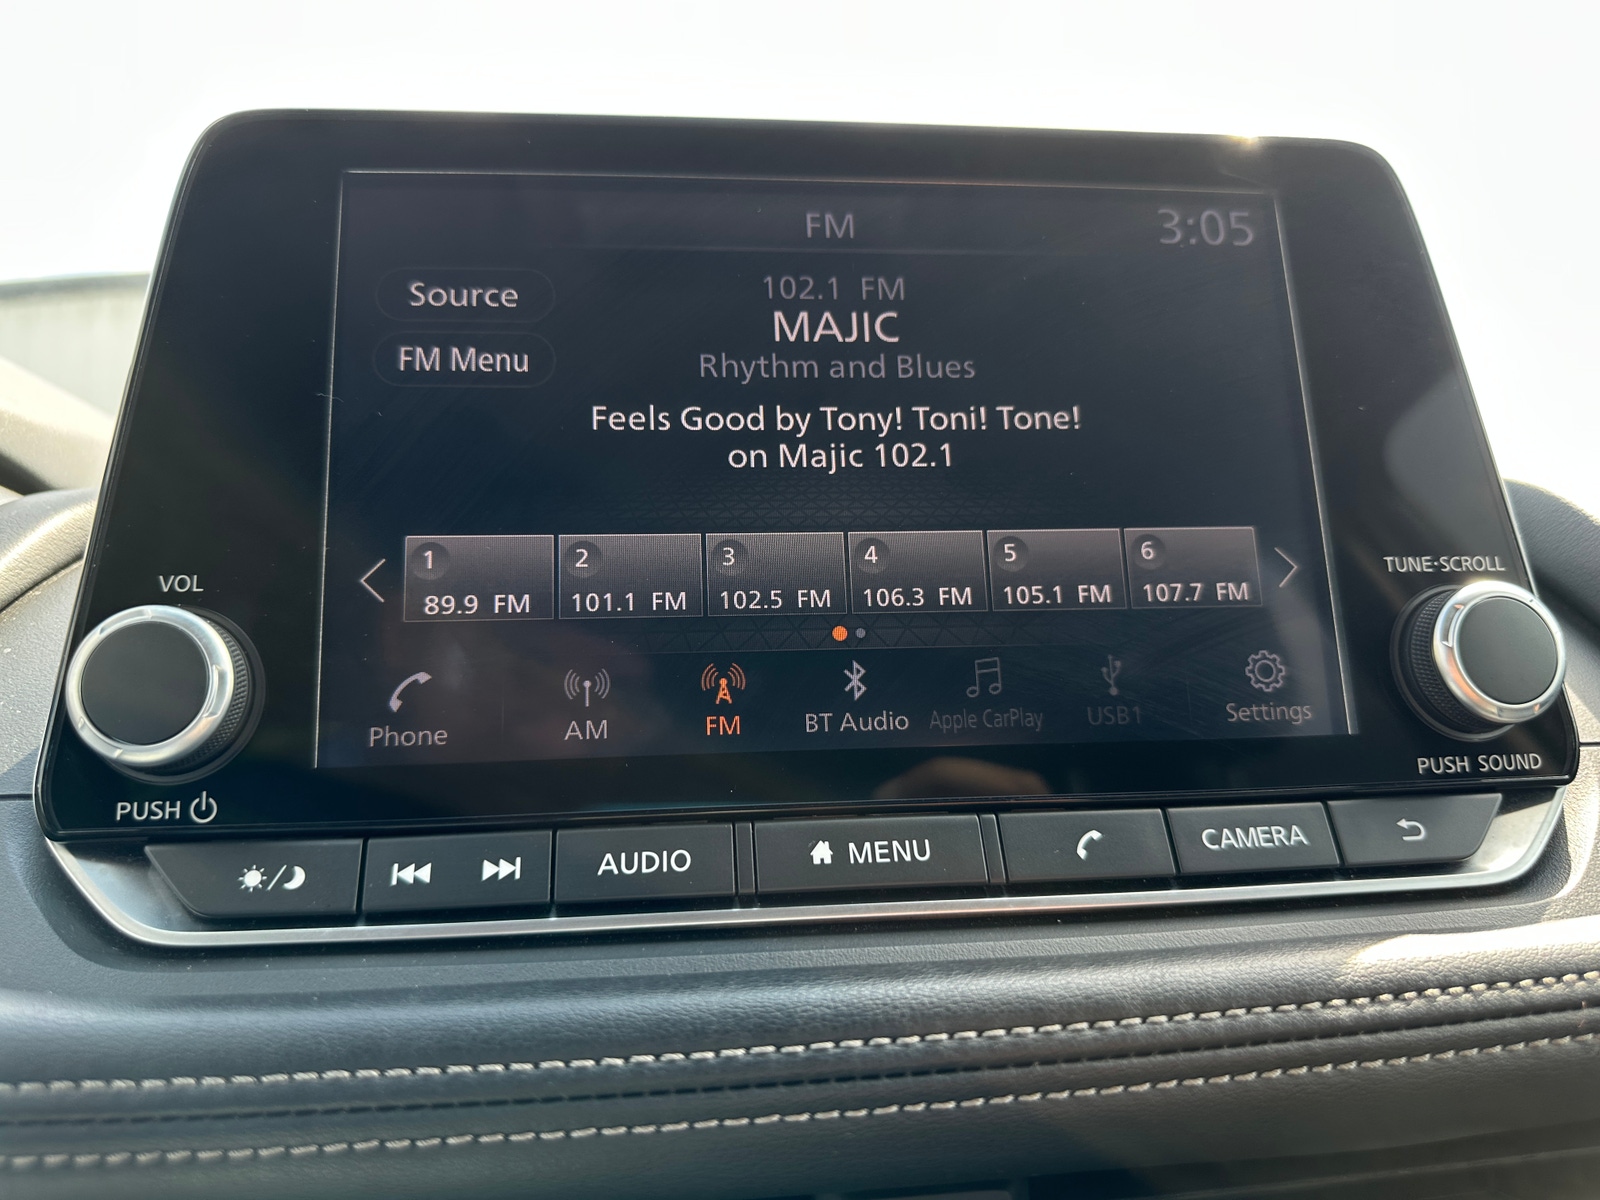 FM
3:05
Source
102.1 FM
MAJIC
FM Menu
Rhythm and Blues
Feels Good by Tony! Toni! Tone!
on Majic 102.1
1
89.9 FM
2
101.1 FM
3
102.5 FM
4
106.3 FM
5
105.1 FM
6
107.7 FM
VOL
TUNE·SCROLL
Phone
AM
FM
BT Audio
Apple CarPlay
USB1
Settings
PUSH
PUSH SOUND
AUDIO
MENU
CAMERA